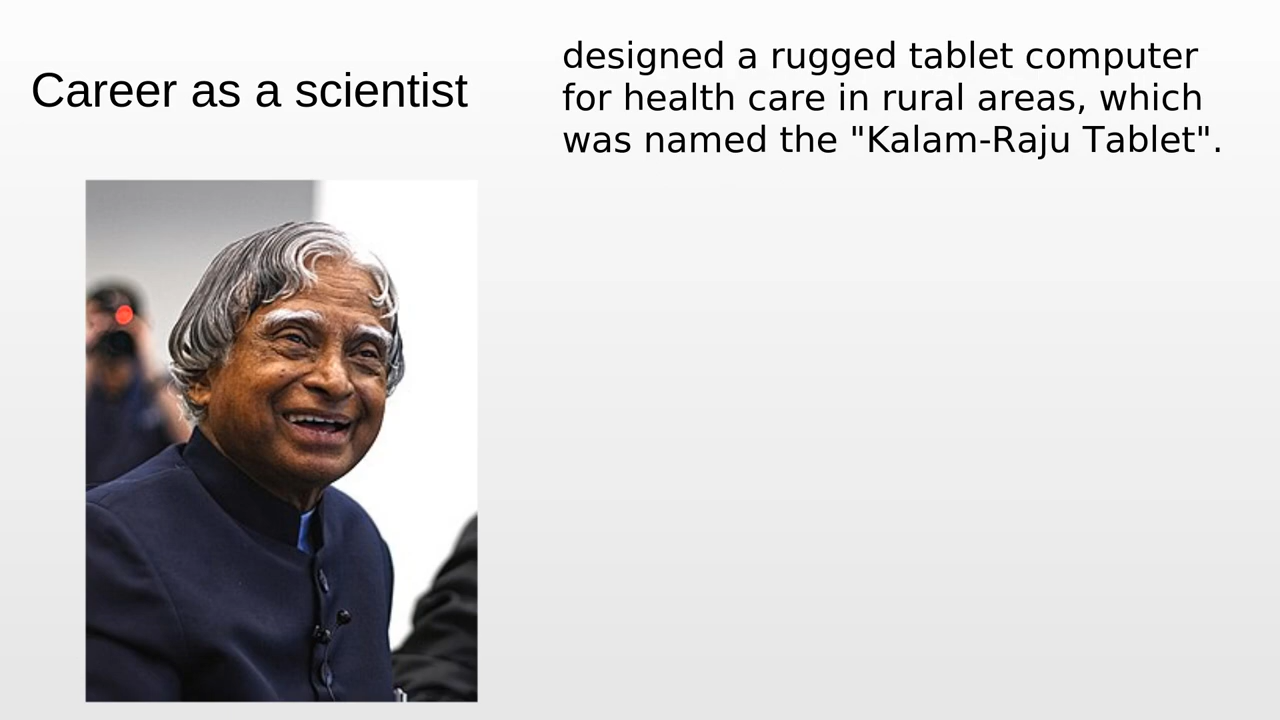 Career as a scientist
designed a rugged tablet computer
for health care in rural areas, which
was named the "Kalam-Raju Tablet".